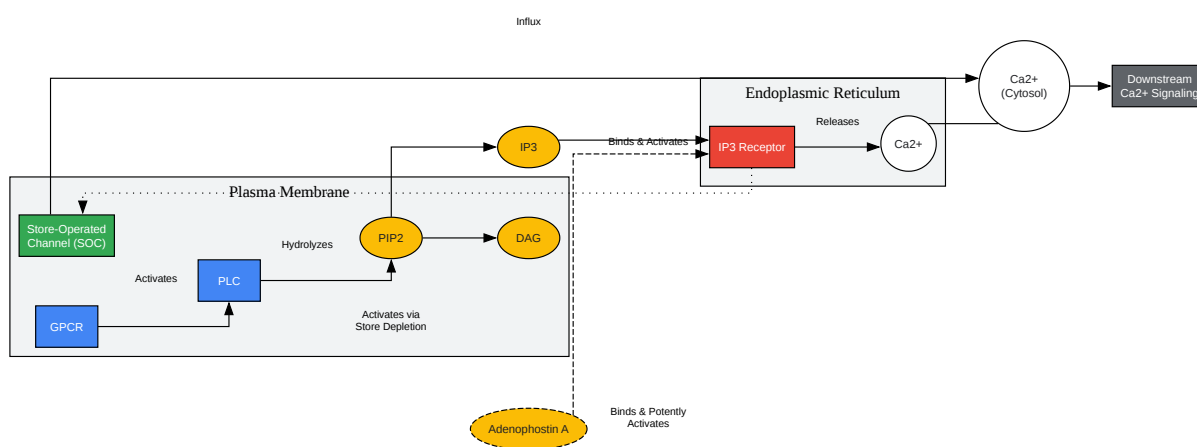 Influx
Ca2+
(Cytosol)
Downstream
Ca2+ Signaling
Endoplasmic Reticulum
Releases
IP3
Binds & Activates
IP3 Receptor
Ca2+
Plasma Membrane
Store-Operated
Channel (SOC)
Hydrolyzes
PIP2
DAG
Activates
PLC
GPCR
Activates via
Store Depletion
Adenophostin A
Binds & Potently
Activates